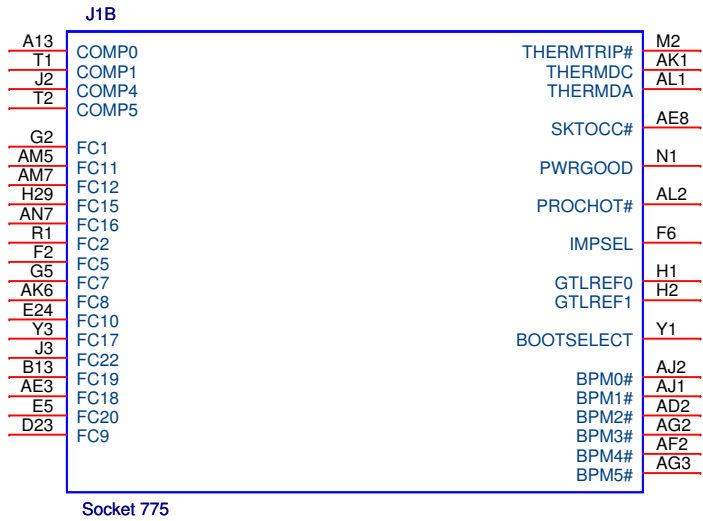 J1B
A13 COMP0 THERMTRIP# M2
T1 COMP1 THERMDC AK1
J2 COMP4 THERMDA AL1
T2 COMP5
SKTOCC# AE8
G2 FC1
AM5 FC11 PWRGOOD N1
AM7 FC12
H29 FC15 PROCHOT# AL2
AN7 FC16
R1 FC2 IMPSEL F6
F2 FC5
G5 FC7 GTLREF0 H1
AK6 FC8 GTLREF1 H2
E24 FC10
Y3 FC17 BOOTSELECT Y1
J3 FC22
B13 FC19 BPM0# AJ2
AE3 FC18 BPM1# AJ1
E5 FC20 BPM2# AD2
D23 FC9 BPM3# AG2
BPM4# AF2
BPM5# AG3
Socket 775